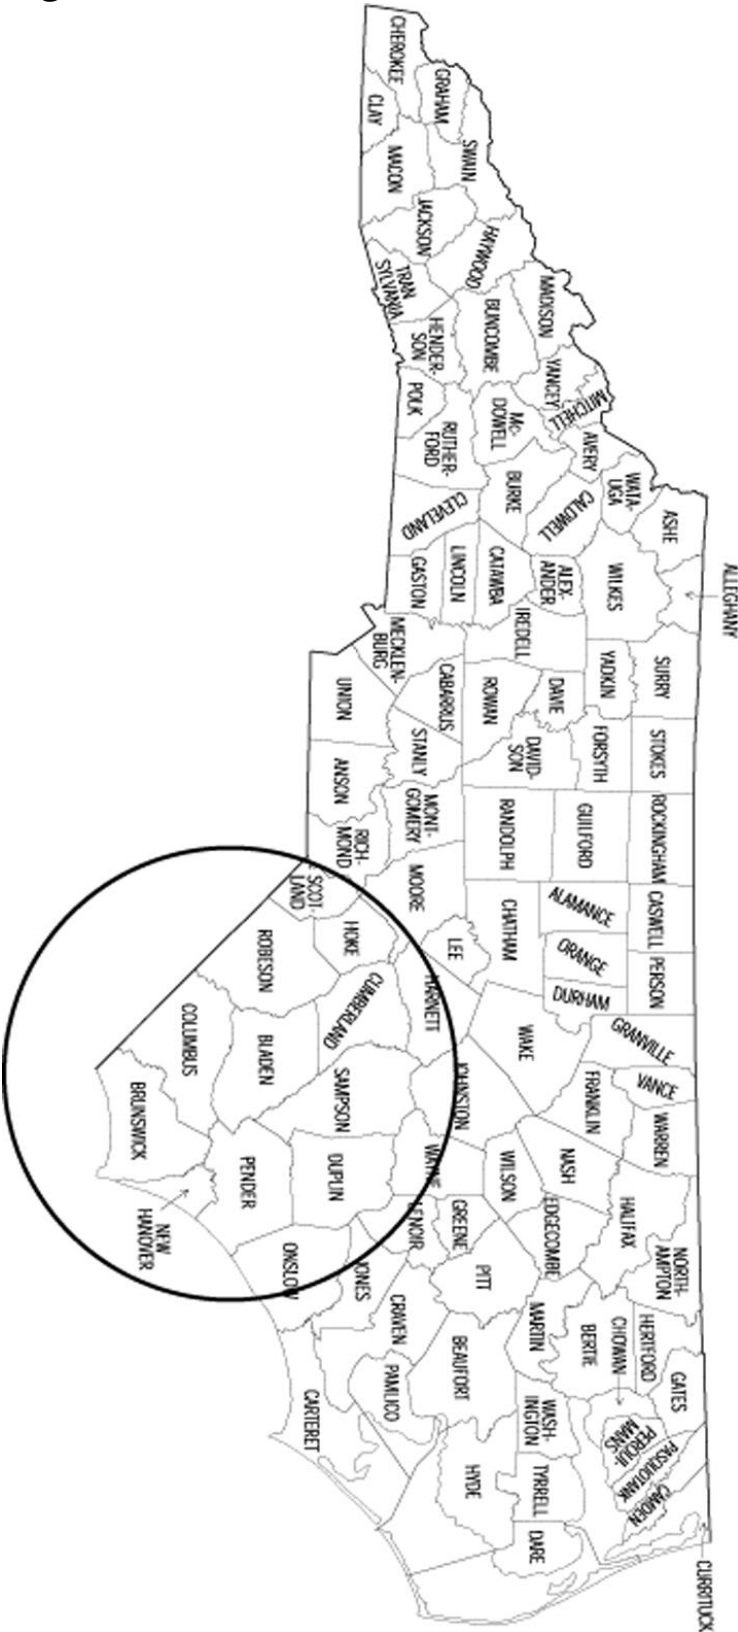 CHEROKEE
GRAHAM
CLAY
SWAIN
MACON
JACKSON
HAYWOOD
TRAN
SYLVANIA
MADISON
BUNCOMBE
HENDER-
SON
YANCEY
MITCHELL
POLK
Mc-
DOWELL
AVERY
RUTHER-
FORD
WATA-
UGA
BURKE
CALDWELL
CLEVELAND
ASHE
ALLEGHANY
WILKES
ALEX-
ANDER
CATAWBA
LINCOLN
GASTON
IREDELL
MECKLEN-
BURG
SURRY
YADKIN
DAVIE
ROWAN
CABARRUS
UNION
STOKES
FORSYTH
DAVID-
SON
STANLY
ANSON
ROCKINGHAM
GUILFORD
RANDOLPH
MONT-
GOMERY
RICH-
MOND
CASWELL
ALAMANCE
CHATHAM
MOORE
SCOT-
LAND
PERSON
ORANGE
DURHAM
LEE
HOKE
ROBESON
GRANVILLE
WAKE
HARNETT
CUMBERLAND
COLUMBUS
BLADEN
VANCE
FRANKLIN
JOHNSTON
SAMPSON
BRUNSWICK
WARREN
NASH
WILSON
WAYNE
DUPLIN
PENDER
NEW
HANOVER
HALIFAX
EDGECOMBE
GREENE
LENOIR
ONSLOW
NORTH-
AMPTON
PITT
JONES
CRAVEN
HERTFORD
BERTIE
MARTIN
BEAUFORT
PAMLICO
CARTERET
GATES
CHOWAN
WASH-
INGTON
PERQUI-
MANS
PASQUOTANK
CAMDEN
TYRRELL
HYDE
DARE
CURRITUCK